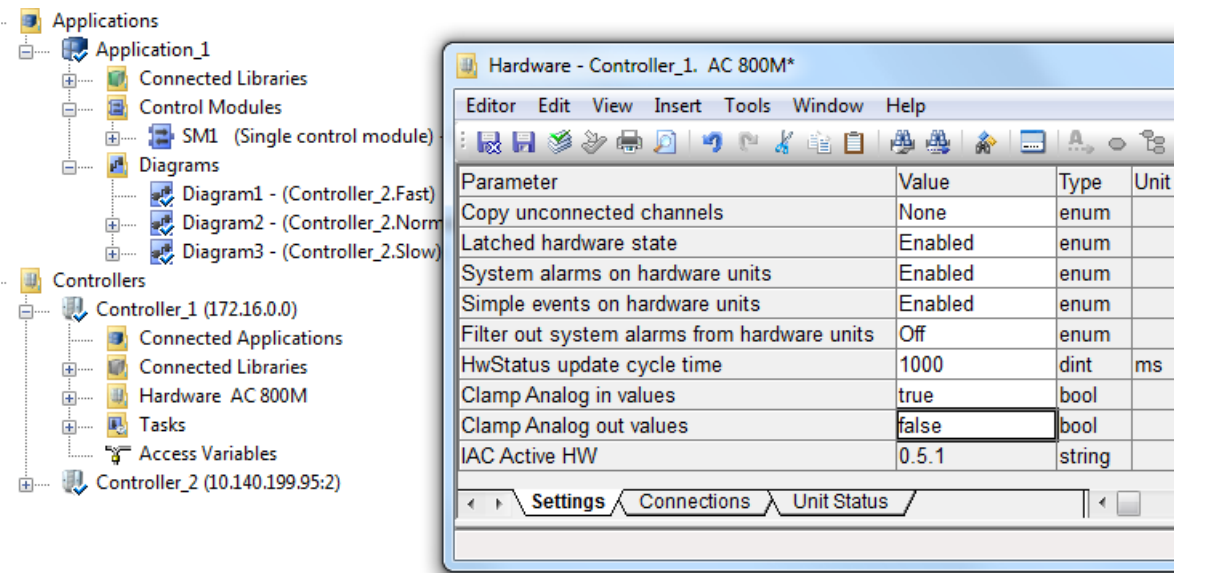 Applications
Application_1
Connected Libraries
Control Modules
SM1 (Single control module)
Diagrams
Diagram1 - (Controller_2.Fast)
Diagram2 - (Controller_2.Norm
Diagram3 - (Controller_2.Slow)
Controllers
Controller_1 (172.16.0.0)
Connected Applications
Connected Libraries
Hardware AC 800M
Tasks
Access Variables
Controller_2 (10.140.199.95:2)
Hardware - Controller_1. AC 800M*
Editor Edit View Insert Tools Window Help
Parameter Value Type Unit
Copy unconnected channels None enum
Latched hardware state Enabled enum
System alarms on hardware units Enabled enum
Simple events on hardware units Enabled enum
Filter out system alarms from hardware units Off enum
HwStatus update cycle time 1000 dint ms
Clamp Analog in values true bool
Clamp Analog out values false bool
IAC Active HW 0.5.1 string
Settings Connections Unit Status